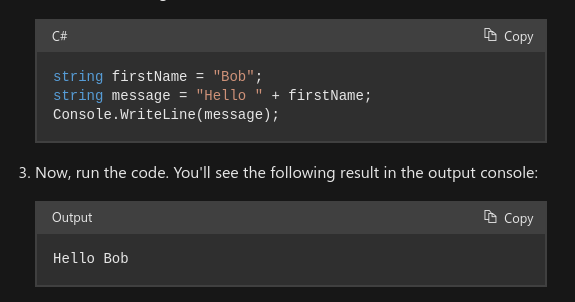 C#
Copy
string firstName = "Bob";
string message = "Hello " + firstName;
Console.WriteLine(message);
3. Now, run the code. You'll see the following result in the output console:
Output
Copy
Hello Bob